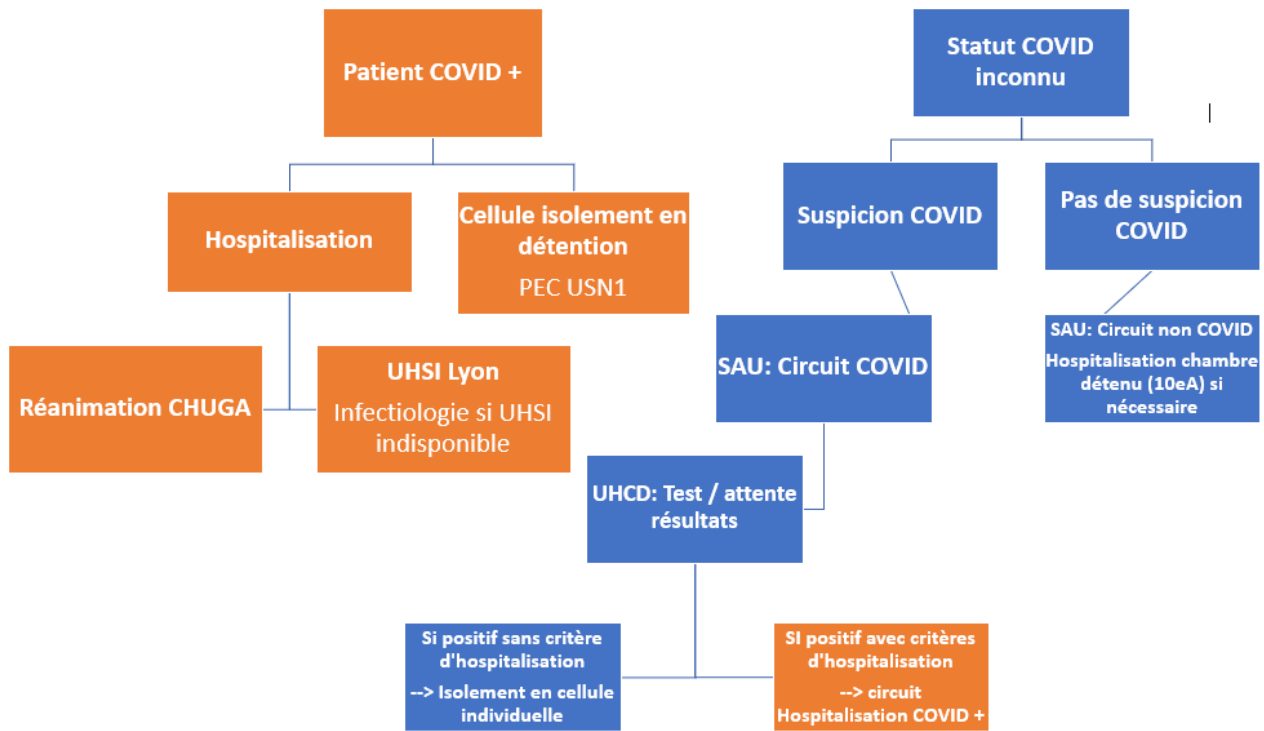 Patient COVID +
Hospitalisation
Cellule isolement en
détention
PEC USN1
Réanimation CHUGA
UHSI Lyon
Infectiologie si UHSI
indisponible
Statut COVID
inconnu
Suspicion COVID
Pas de suspicion
COVID
SAU: Circuit COVID
SAU: Circuit non COVID
Hospitalisation chambre
détenu (10eA) si
nécessaire
UHCD: Test / attente
résultats
Si positif sans critère
d'hospitalisation
--> Isolement en cellule
individuelle
SI positif avec critères
d'hospitalisation
--> circuit
Hospitalisation COVID +